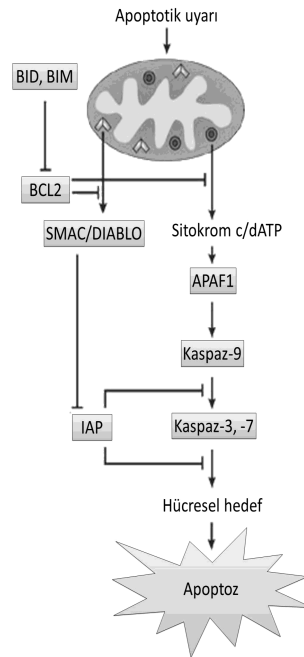 Apoptotik uyarı
BID, BIM
BCL2
SMAC/DIABLO
Sitokrom c/dATP
APAF1
Kaspaz-9
IAP
Kaspaz-3, -7
Hücresel hedef
Apoptoz